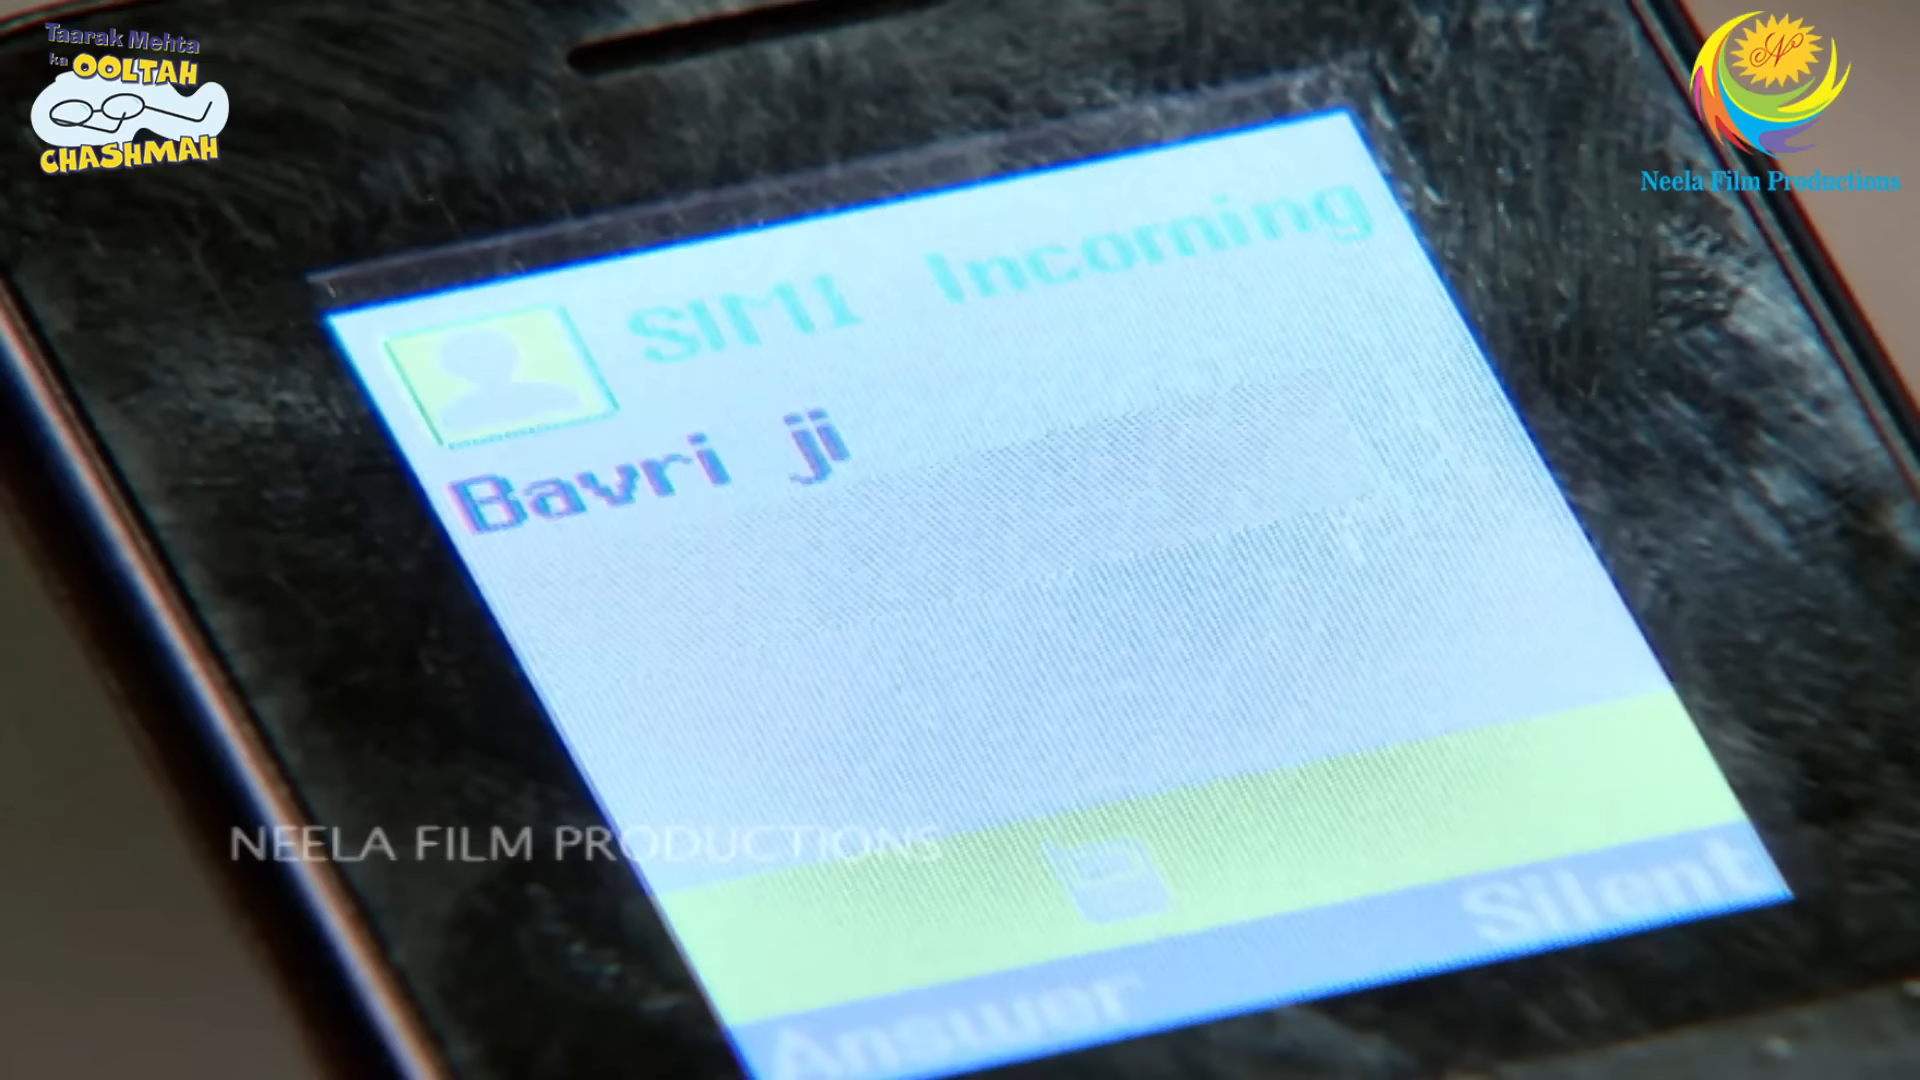 Taarak Mehta
ka OOLTAH
CHASHMAH
Neela Film Productions
SIM1 Incoming
Bavri ji
NEELA FILM PRODUCTIONS
Silent
Answer